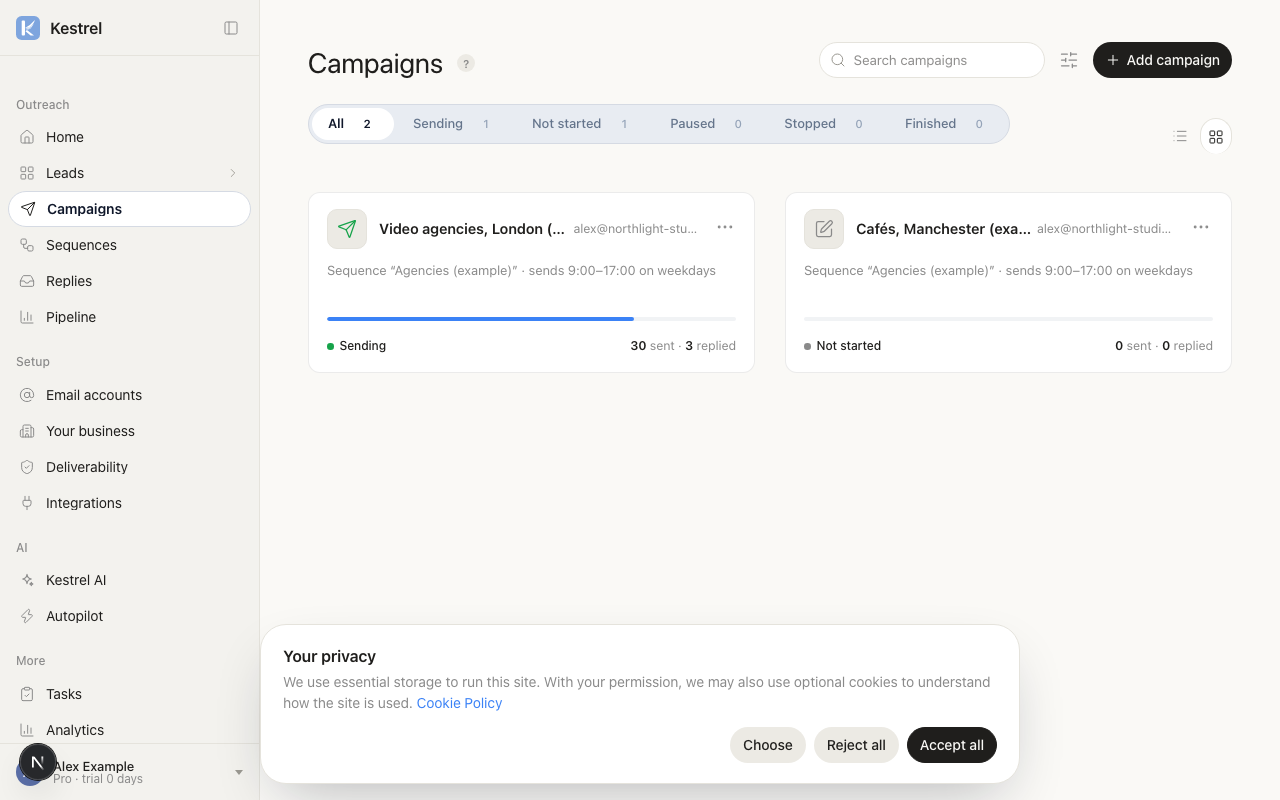 Kestrel
Outreach
Home
Leads
Campaigns
Sequences
Replies
Pipeline
Setup
Email accounts
Your business
Deliverability
Integrations
AI
Kestrel AI
Autopilot
More
Tasks
Analytics
N
Alex Example
Pro · trial 0 days
Campaigns ?
Search campaigns
+ Add campaign
All 2 Sending 1 Not started 1 Paused 0 Stopped 0 Finished 0
Video agencies, London (... alex@northlight-stu...
Sequence “Agencies (example)” · sends 9:00–17:00 on weekdays
Sending 30 sent · 3 replied
Cafés, Manchester (exa... alex@northlight-studi...
Sequence “Agencies (example)” · sends 9:00–17:00 on weekdays
Not started 0 sent · 0 replied
Your privacy
We use essential storage to run this site. With your permission, we may also use optional cookies to understand
how the site is used. Cookie Policy
Choose Reject all Accept all